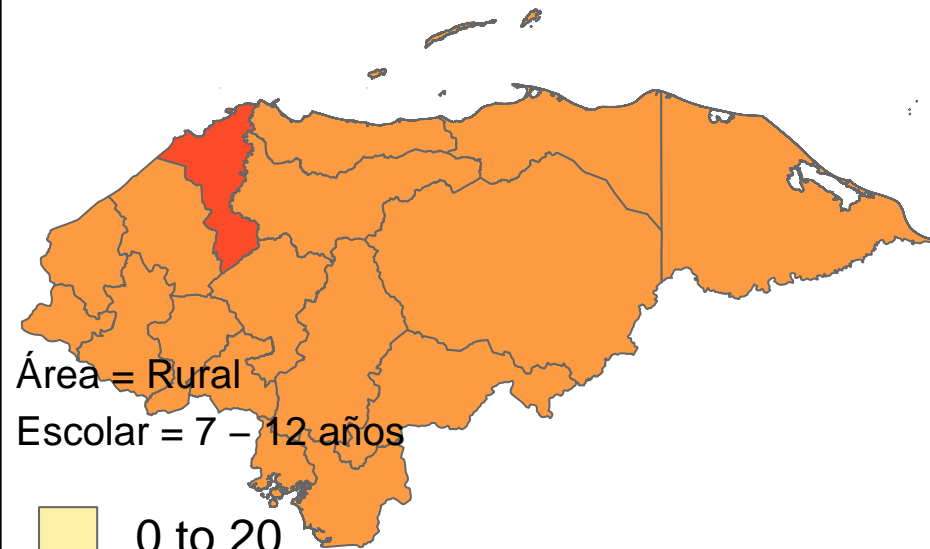 Área = Rural
Escolar = 7 – 12 años
0 to 20